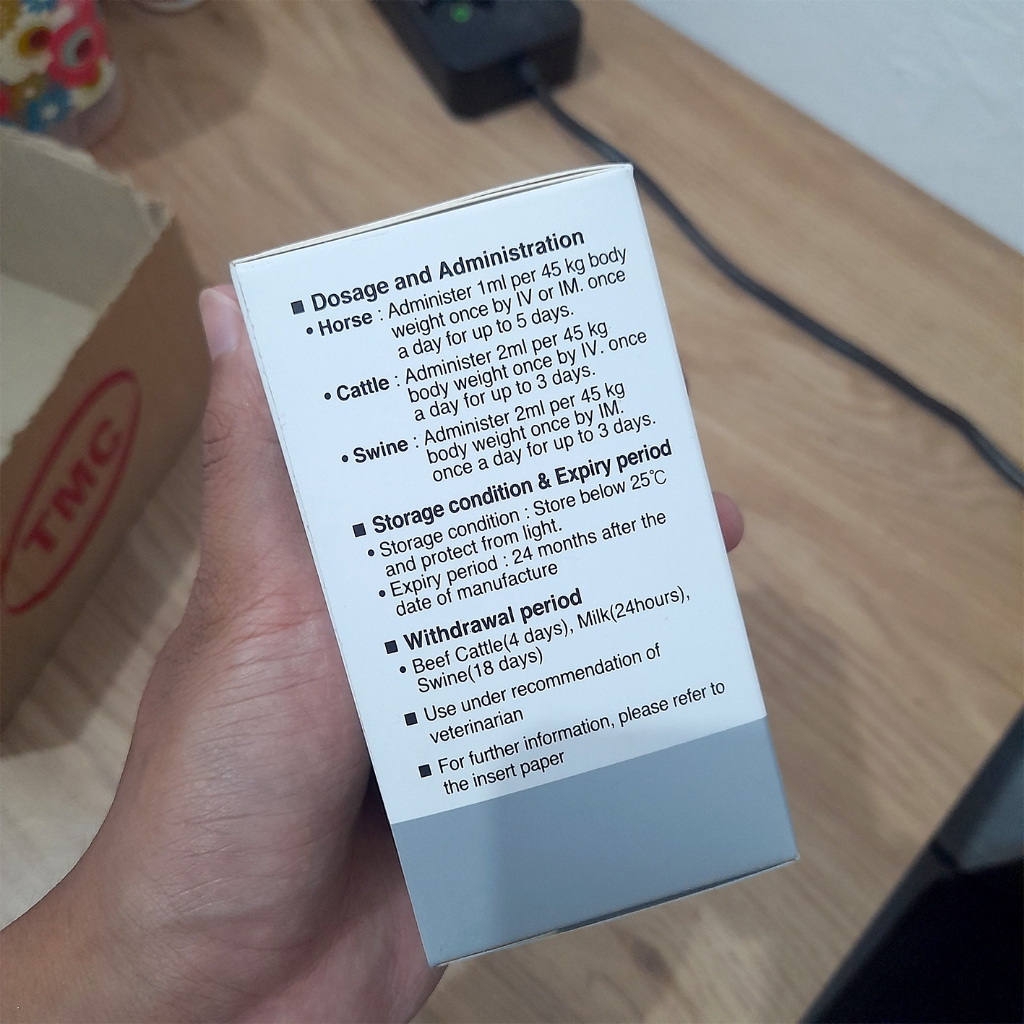 ■ Dosage and Administration
• Horse : Administer 1ml per 45 kg body
weight once by IV or IM. once
a day for up to 5 days.
• Cattle : Administer 2ml per 45 kg
body weight once by IV. once
a day for up to 3 days.
• Swine : Administer 2ml per 45 kg
body weight once by IM.
once a day for up to 3 days.
■ Storage condition & Expiry period
• Storage condition : Store below 25℃
and protect from light.
• Expiry period : 24 months after the
date of manufacture
■ Withdrawal period
• Beef Cattle(4 days), Milk(24hours),
Swine(18 days)
■ Use under recommendation of
veterinarian
■ For further information, please refer to
the insert paper
TMC